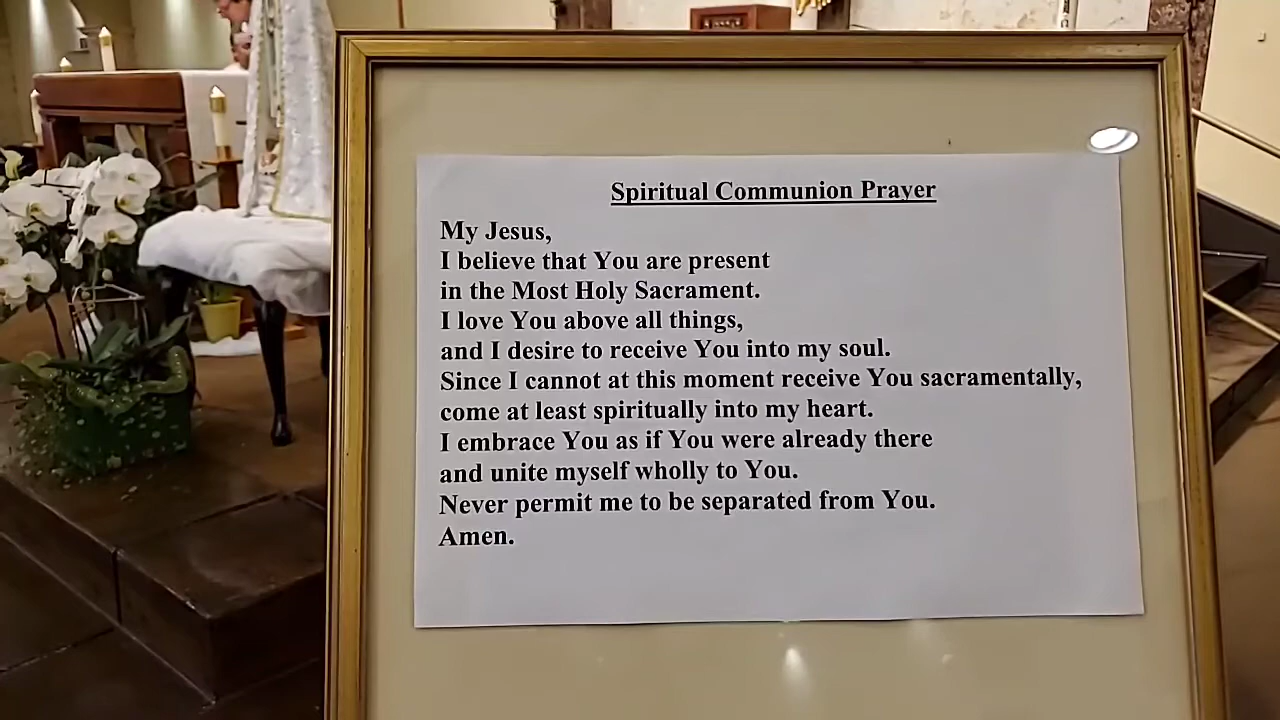 Spiritual Communion Prayer
My Jesus,
I believe that You are present
in the Most Holy Sacrament.
I love You above all things,
and I desire to receive You into my soul.
Since I cannot at this moment receive You sacramentally,
come at least spiritually into my heart.
I embrace You as if You were already there
and unite myself wholly to You.
Never permit me to be separated from You.
Amen.